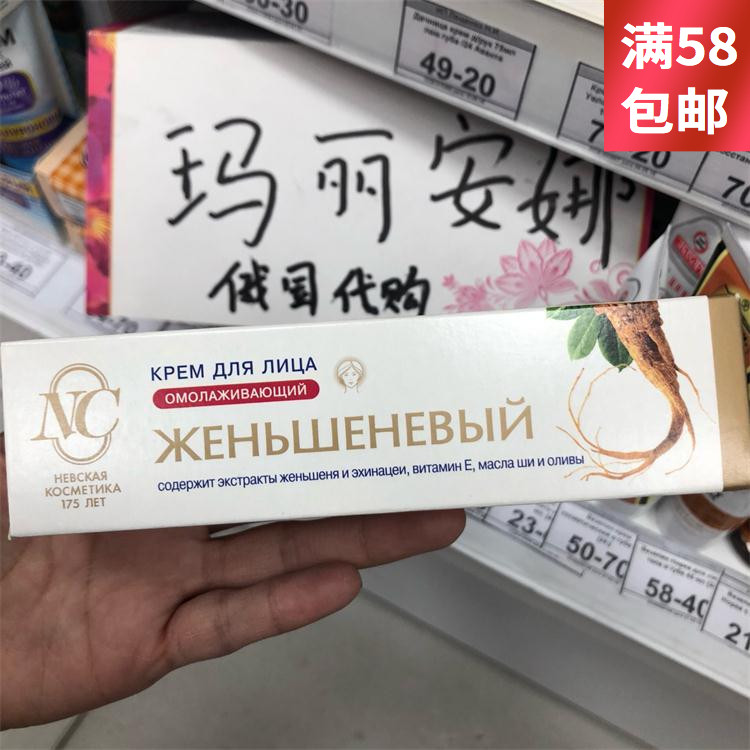 满58
包邮
49-20
玛丽安娜
俄国代购
NC
НЕВСКАЯ
КОСМЕТИКА
175 ЛЕТ
КРЕМ ДЛЯ ЛИЦА
ОМОЛАЖИВАЮЩИЙ
ЖЕНЬШЕНЕВЫЙ
содержит экстракты женьшеня и эхинацеи, витамин Е, масла ши и оливы
50-70
58-40